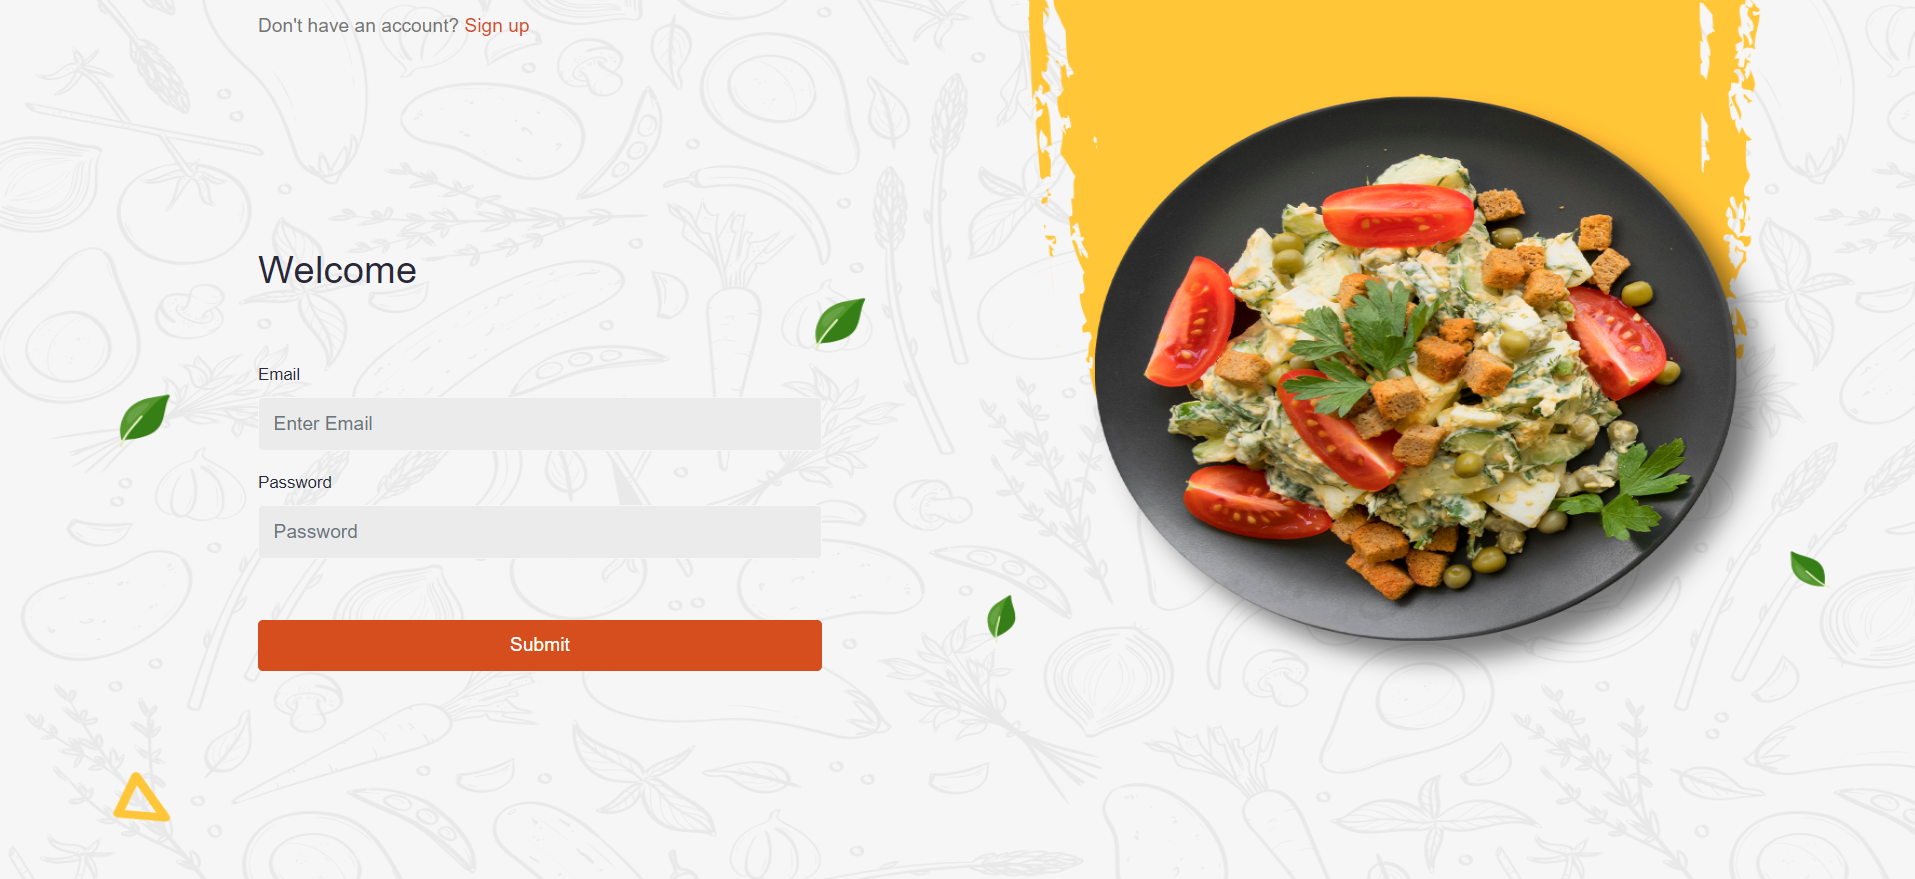 Don't have an account? Sign up
Welcome
Email
Enter Email
Password
Password
Submit